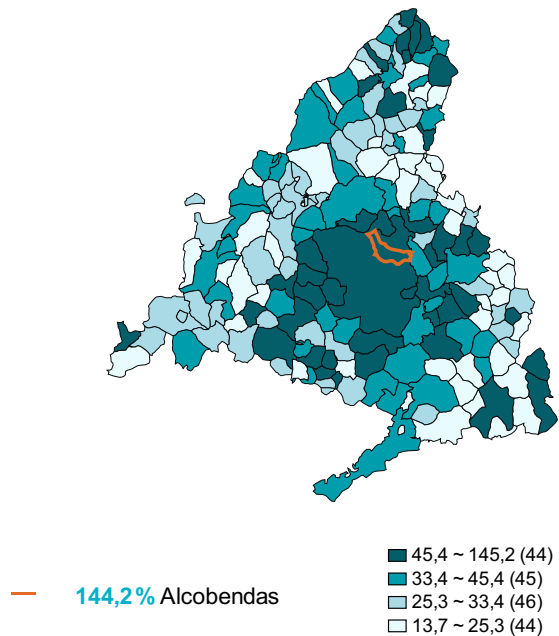 45,4 ~ 145,2 (44)
33,4 ~ 45,4 (45)
144,2% Alcobendas
25,3 ~ 33,4 (46)
13,7 ~ 25,3 (44)